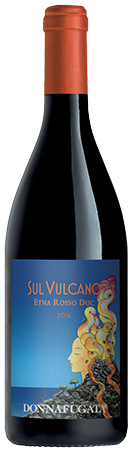 SUL VULCANO
ETNA ROSSO DOC
DONNAFUGATA